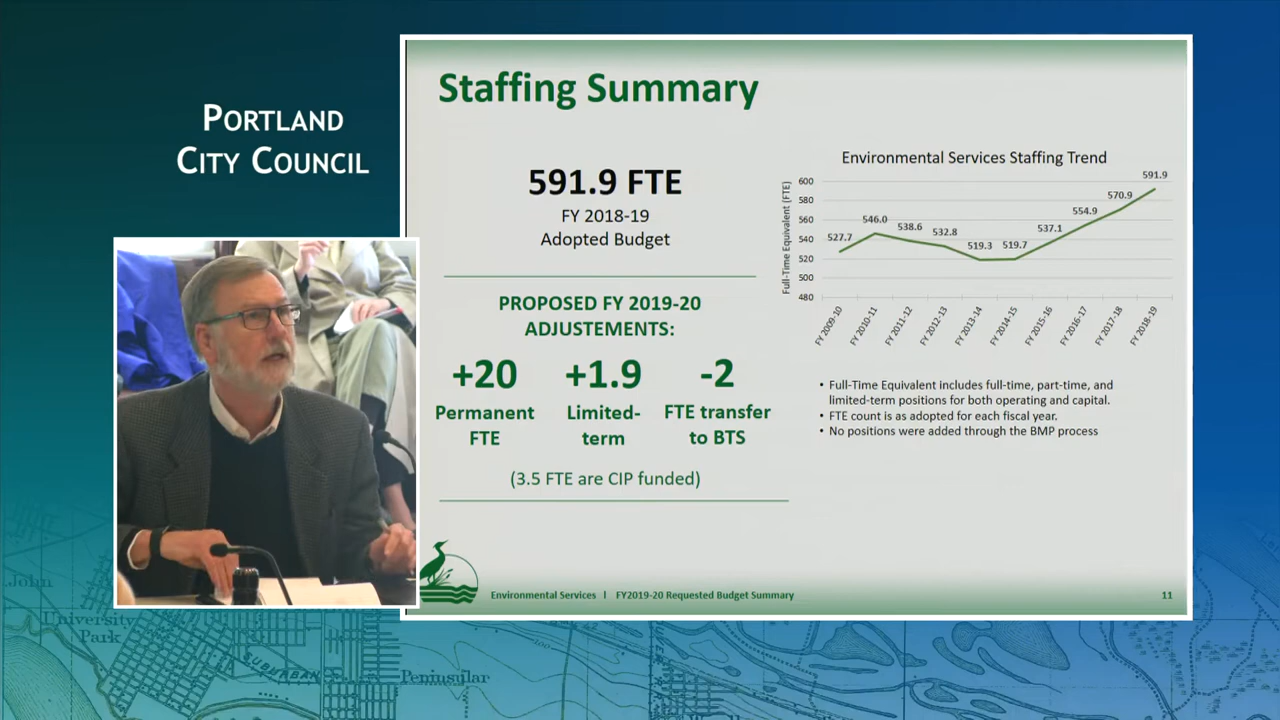 PORTLAND
CITY COUNCIL
Staffing Summary
591.9 FTE
FY 2018-19
Adopted Budget
PROPOSED FY 2019-20
ADJUSTEMENTS:
+20
Permanent
FTE
+1.9
Limited-
term
-2
FTE transfer
to BTS
(3.5 FTE are CIP funded)
Environmental Services Staffing Trend
Full-Time Equivalent (FTE)
600
580
560
540
520
500
480
527.7
546.0
538.6
532.8
519.3
519.7
537.1
554.9
570.9
591.9
FY 2009-10
FY 2010-11
FY 2011-12
FY 2012-13
FY 2013-14
FY 2014-15
FY 2015-16
FY 2016-17
FY 2017-18
FY 2018-19
• Full-Time Equivalent includes full-time, part-time, and
limited-term positions for both operating and capital.
• FTE count is as adopted for each fiscal year.
• No positions were added through the BMP process
Environmental Services | FY2019-20 Requested Budget Summary
11
John
University
Park
SUBURBAN
Peninsular